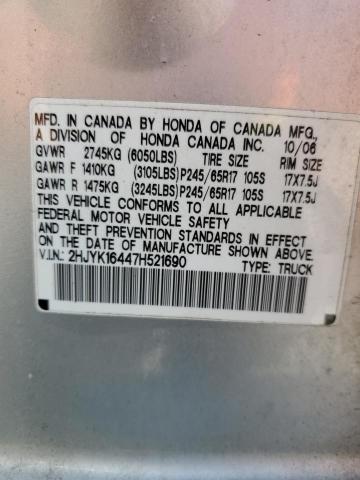 MFD. IN CANADA BY HONDA OF CANADA MFG.,
A DIVISION OF HONDA CANADA INC. 10/06
GVWR 2745KG (6050LBS) TIRE SIZE RIM SIZE
GAWR F 1410KG (3105LBS)P245/65R17 105S 17X7.5J
GAWR R 1475KG (3245LBS)P245/65R17 105S 17X7.5J
THIS VEHICLE CONFORMS TO ALL APPLICABLE
FEDERAL MOTOR VEHICLE SAFETY
AND THEFT PREVENTION STANDARDS IN EFFECT
ON THE DATE OF MANUFACTURE SHOWN ABOVE.
V.I.N.: 2HJYK16447H521690 TYPE: TRUCK